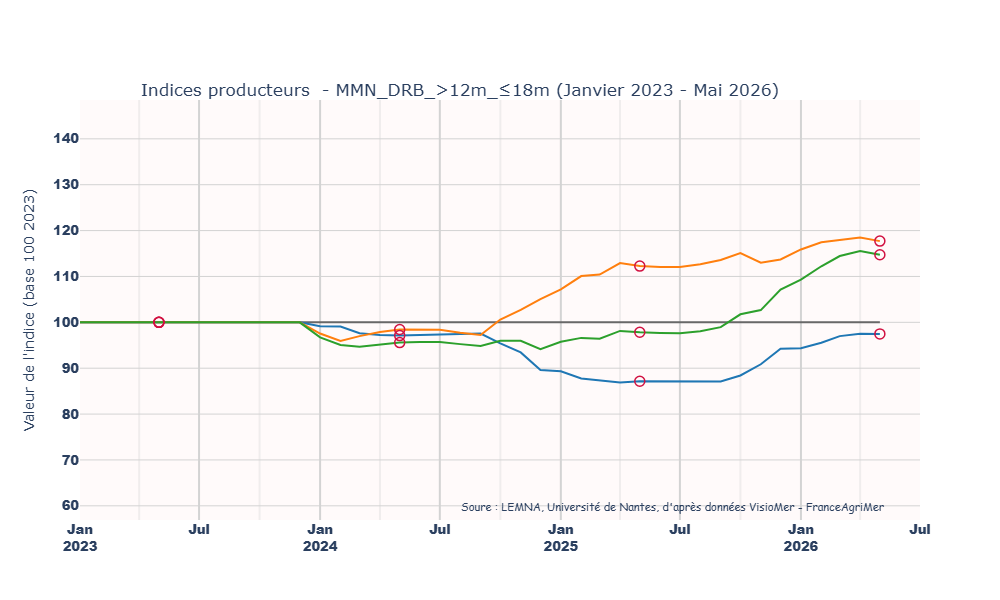 Indices producteurs  - MMN_DRB_>12m_≤18m (Janvier 2023 - Mai 2026)
Valeur de l'indice (base 100 2023)
140
130
120
110
100
90
80
70
60
Soure : LEMNA, Université de Nantes, d'après données VisioMer - FranceAgriMer
Jan
2023
Jul
Jan
2024
Jul
Jan
2025
Jul
Jan
2026
Jul